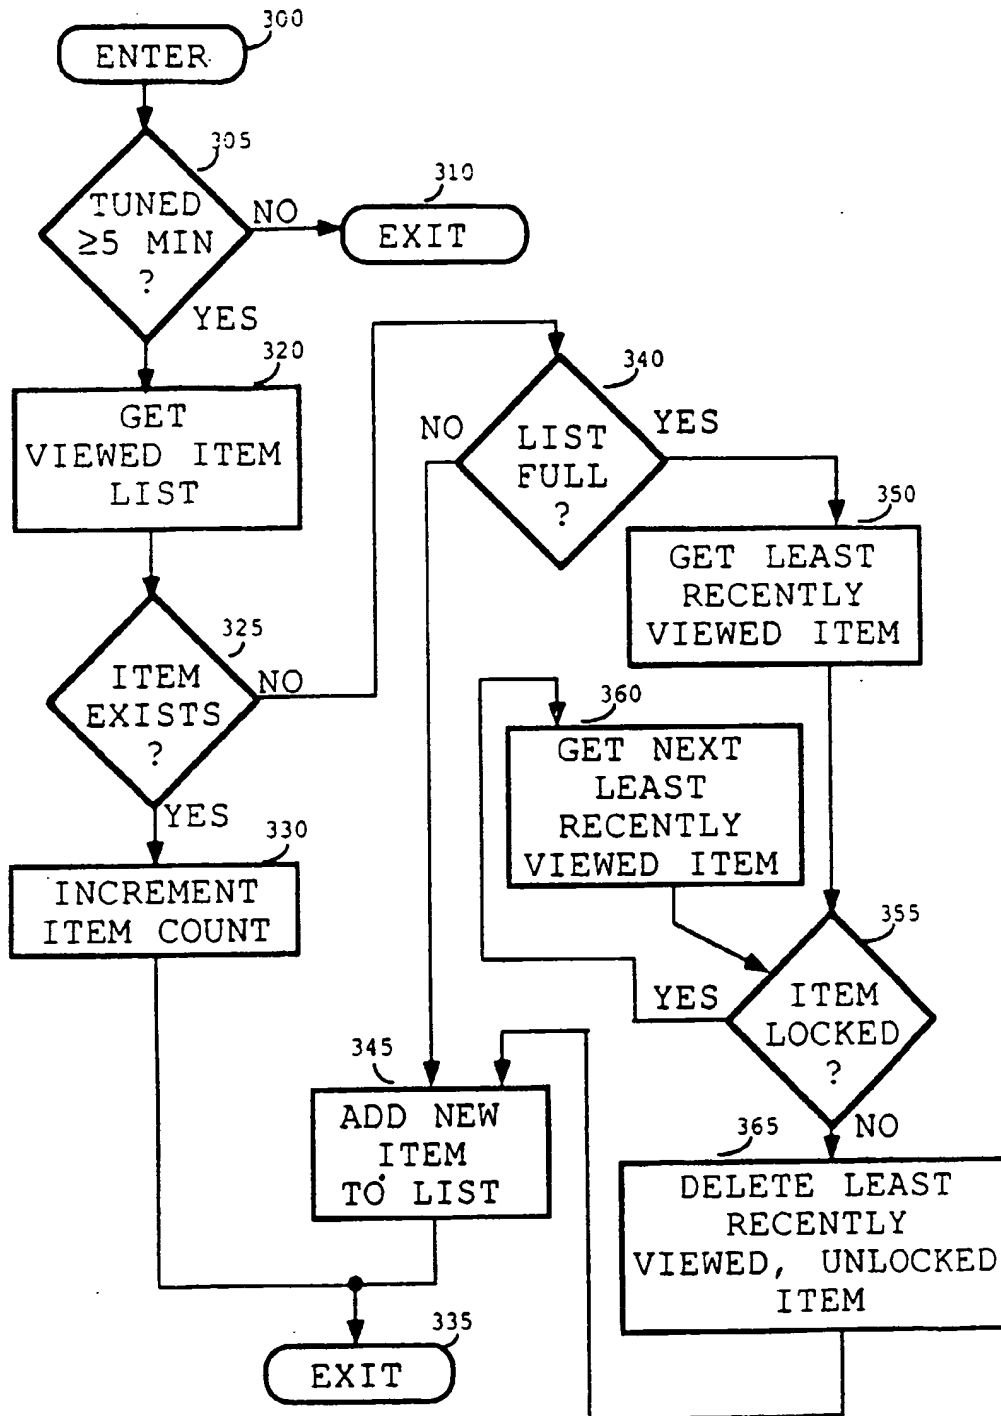 300
ENTER
305
TUNED
≥5 MIN
?
NO
310
EXIT
YES
320
GET
VIEWED ITEM
LIST
325
ITEM
EXISTS
?
NO
YES
330
INCREMENT
ITEM COUNT
340
LIST
FULL
?
NO
YES
350
GET LEAST
RECENTLY
VIEWED ITEM
360
GET NEXT
LEAST
RECENTLY
VIEWED ITEM
355
ITEM
LOCKED
?
YES
NO
345
ADD NEW
ITEM
TO LIST
365
DELETE LEAST
RECENTLY
VIEWED, UNLOCKED
ITEM
335
EXIT